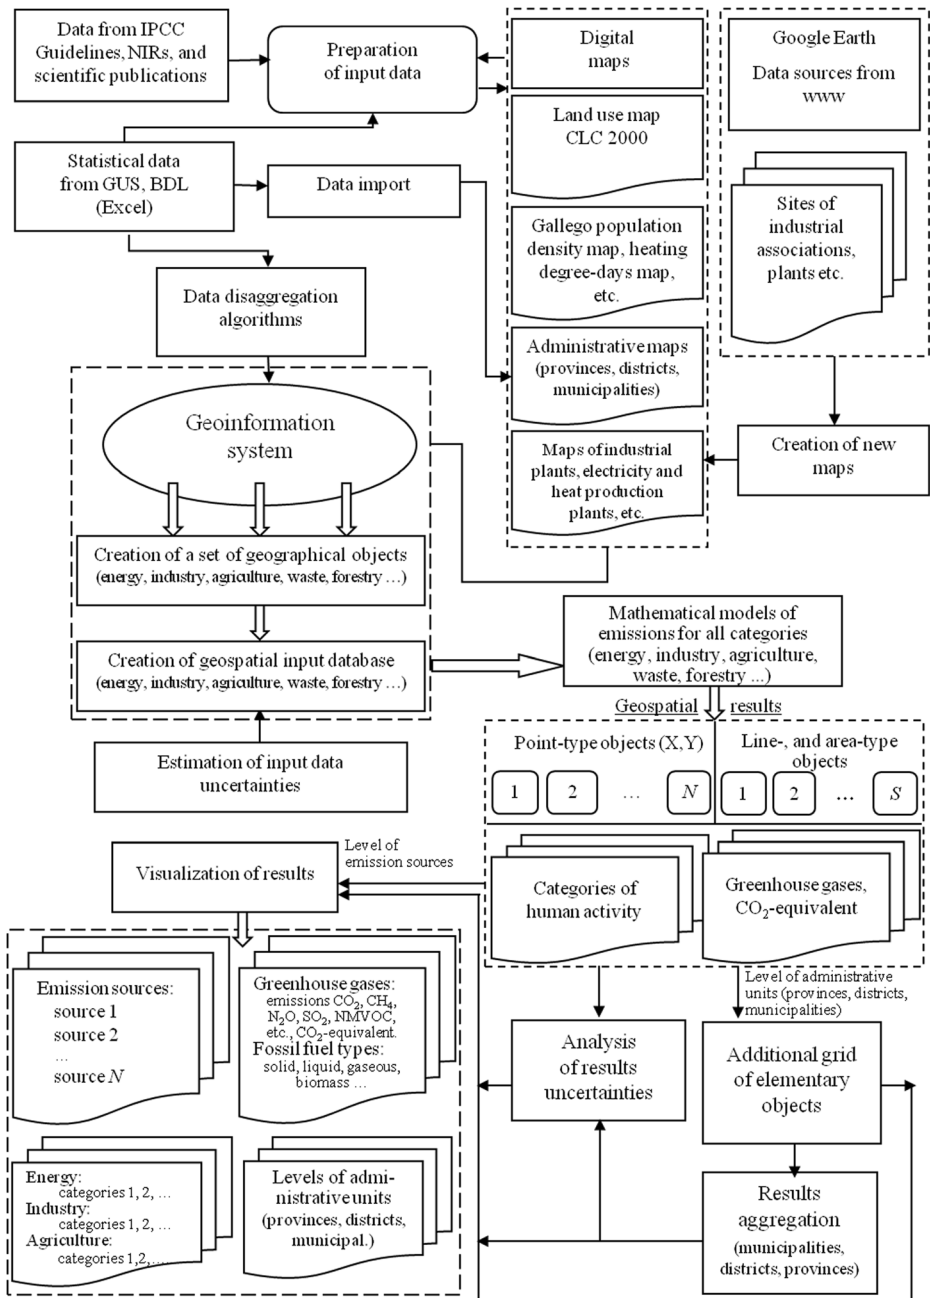 Data from IPCC
Guidelines, NIRs, and
scientific publications
Preparation
of input data
Digital
maps
Google Earth
Data sources from
www
Land use map
CLC 2000
Statistical data
from GUS, BDL
(Excel)
Data import
Gallego population
density map, heating
degree-days map,
etc.
Sites of
industrial
associations,
plants etc.
Data disaggregation
algorithms
Administrative maps
(provinces, districts,
municipalities)
Geoinformation
system
Maps of industrial
plants, electricity and
heat production
plants, etc.
Creation of new
maps
Creation of a set of geographical objects
(energy, industry, agriculture, waste, forestry ...)
Creation of geospatial input database
(energy, industry, agriculture, waste, forestry ...)
Mathematical models of
emissions for all categories
(energy, industry, agriculture,
waste, forestry ...)
Geospatial results
Estimation of input data
uncertainties
Point-type objects (X,Y)
Line-, and area-type
objects
1 2 ... N
1 2 ... S
Level of
emission sources
Visualization of results
Categories of
human activity
Greenhouse gases,
CO₂-equivalent
Emission sources:
source 1
source 2
...
source N
Greenhouse gases:
emissions CO₂, CH₄,
N₂O, SO₂, NMVOC,
etc., CO₂-equivalent.
Fossil fuel types:
solid, liquid, gaseous,
biomass ...
Level of administrative
units (provinces, districts,
municipalities)
Analysis
of results
uncertainties
Additional grid
of elementary
objects
Energy:
categories 1, 2, ...
Industry:
categories 1, 2, ...
Agriculture:
categories 1,2,...
Levels of admi-
nistrative units
(provinces, districts,
municipal.)
Results
aggregation
(municipalities,
districts, provinces)